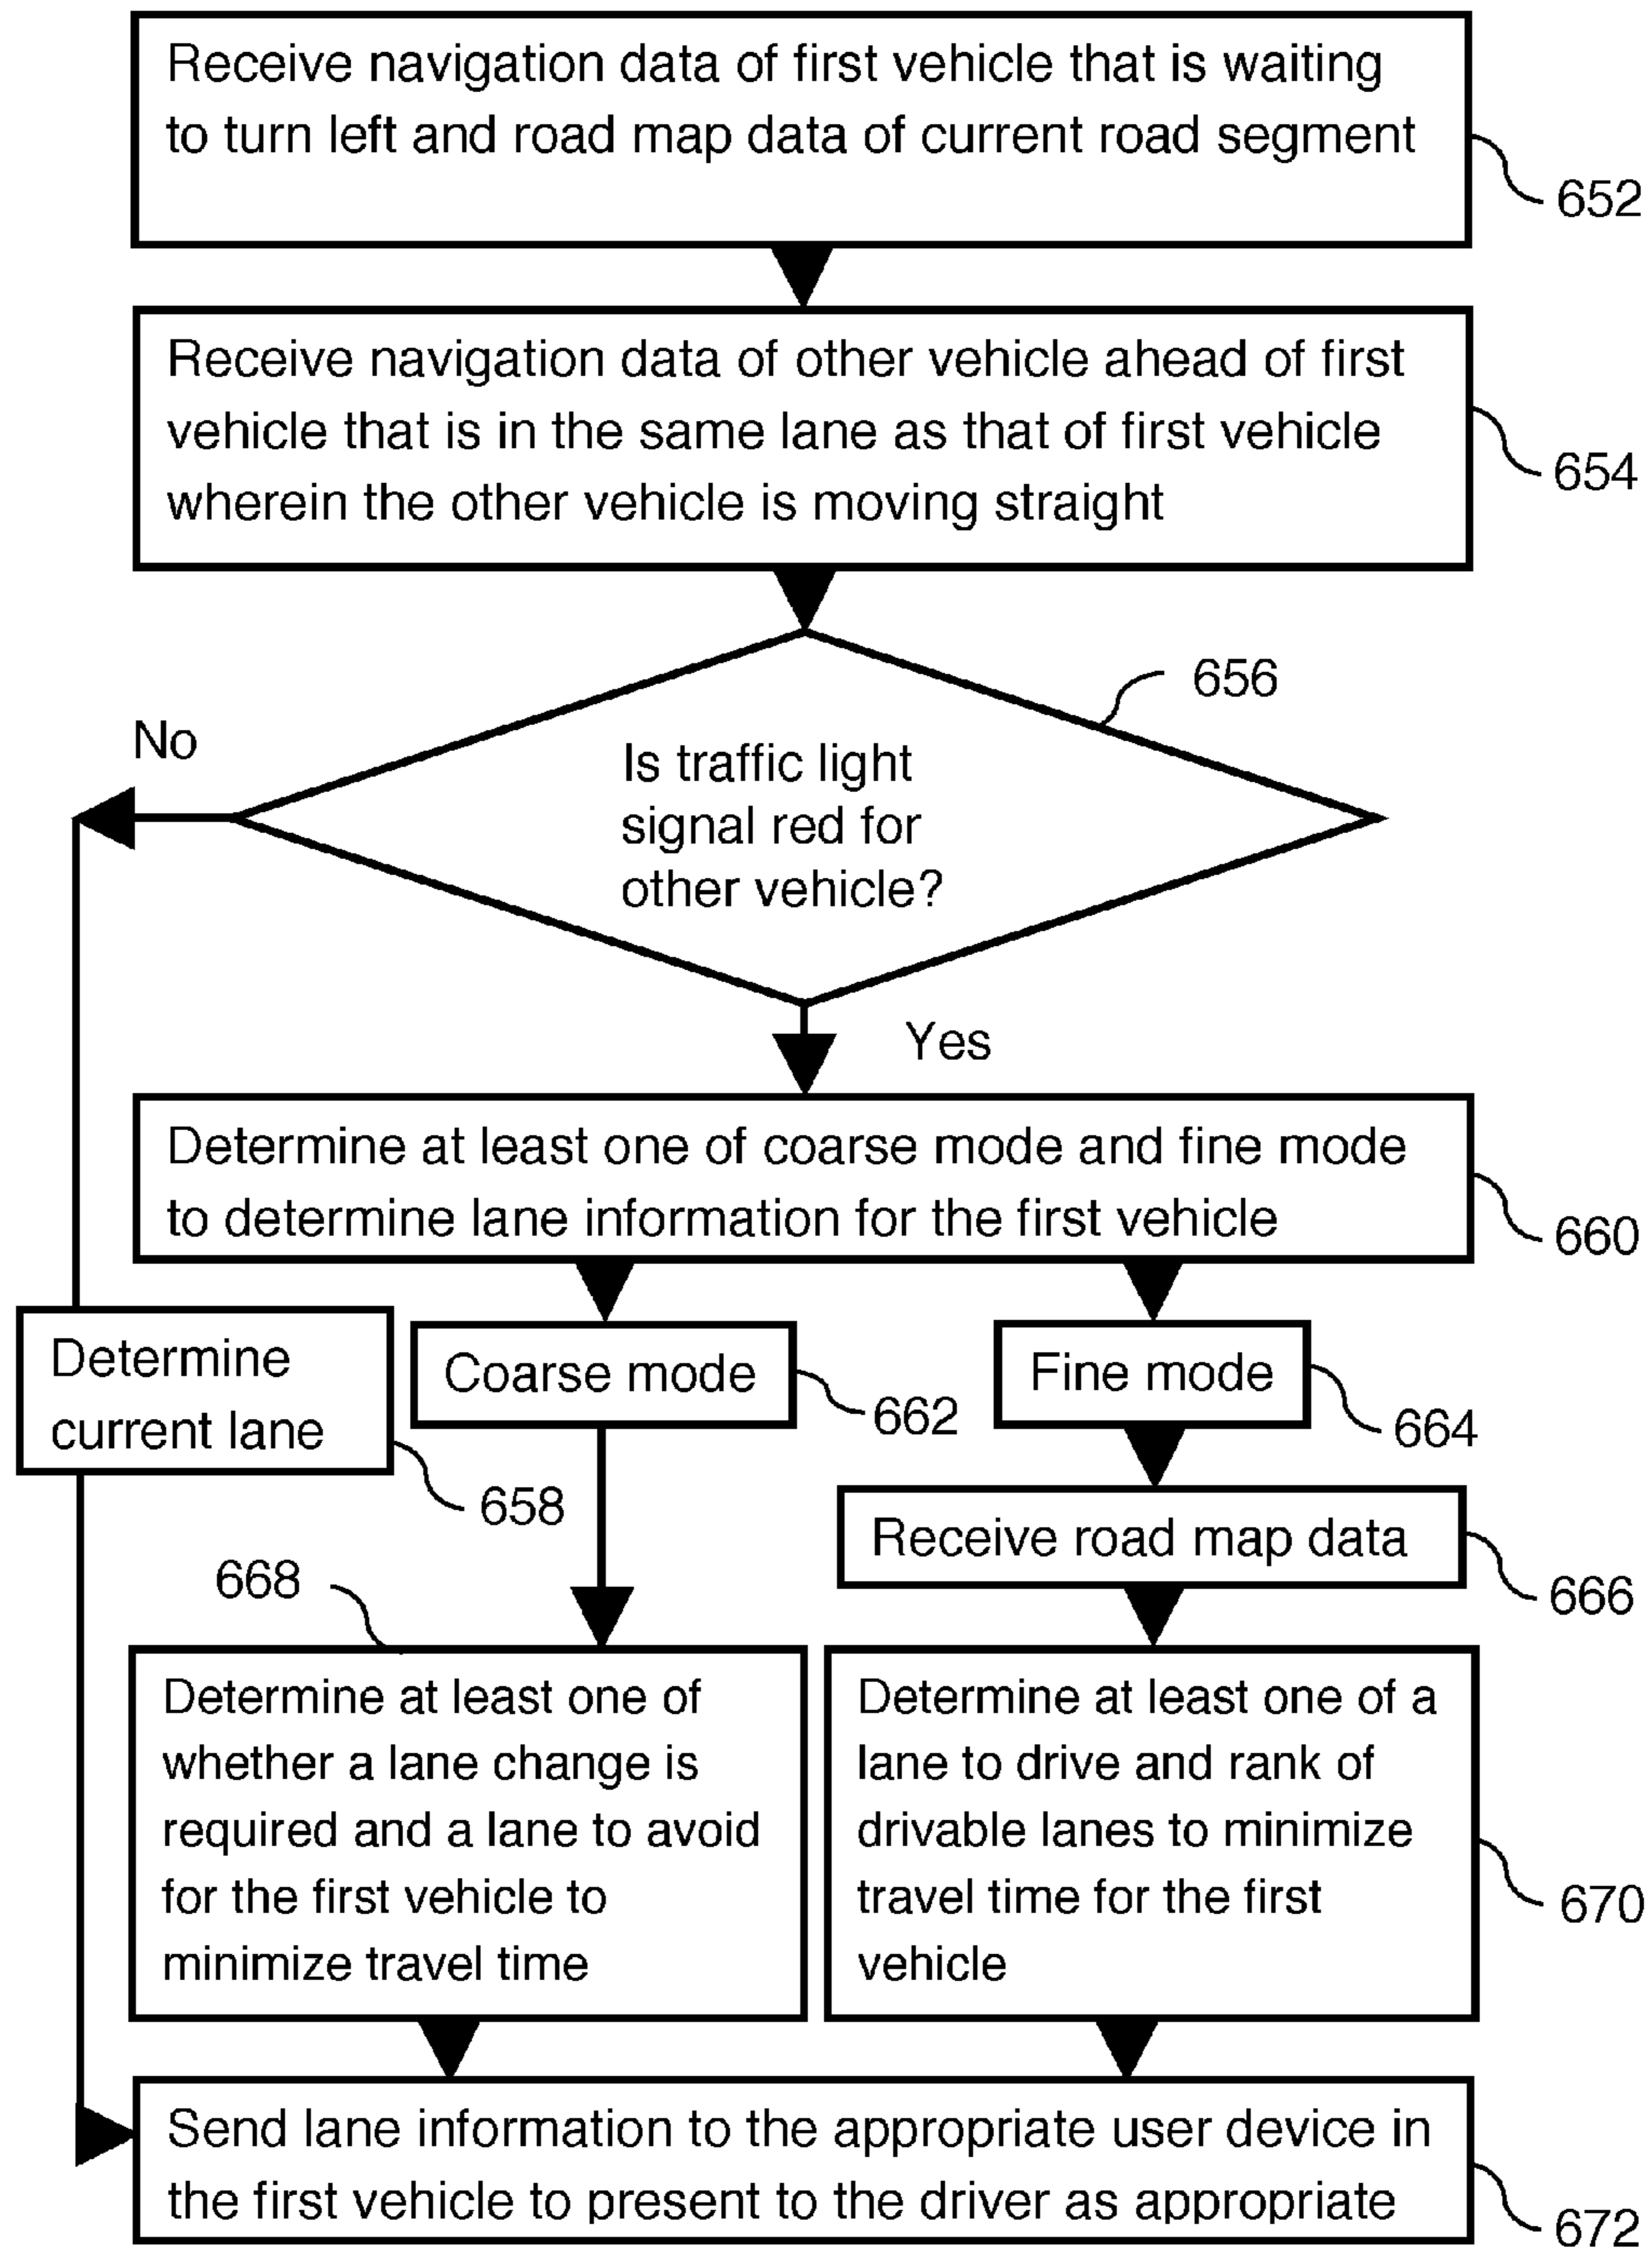 Receive navigation data of first vehicle that is waiting
to turn left and road map data of current road segment
652
Receive navigation data of other vehicle ahead of first
vehicle that is in the same lane as that of first vehicle
wherein the other vehicle is moving straight
654
656
No
Is traffic light
signal red for
other vehicle?
Yes
Determine at least one of coarse mode and fine mode
to determine lane information for the first vehicle
660
Determine
current lane
658
Coarse mode
662
Fine mode
664
Receive road map data
666
668
Determine at least one of
whether a lane change is
required and a lane to avoid
for the first vehicle to
minimize travel time
Determine at least one of a
lane to drive and rank of
drivable lanes to minimize
travel time for the first
vehicle
670
Send lane information to the appropriate user device in
the first vehicle to present to the driver as appropriate
672